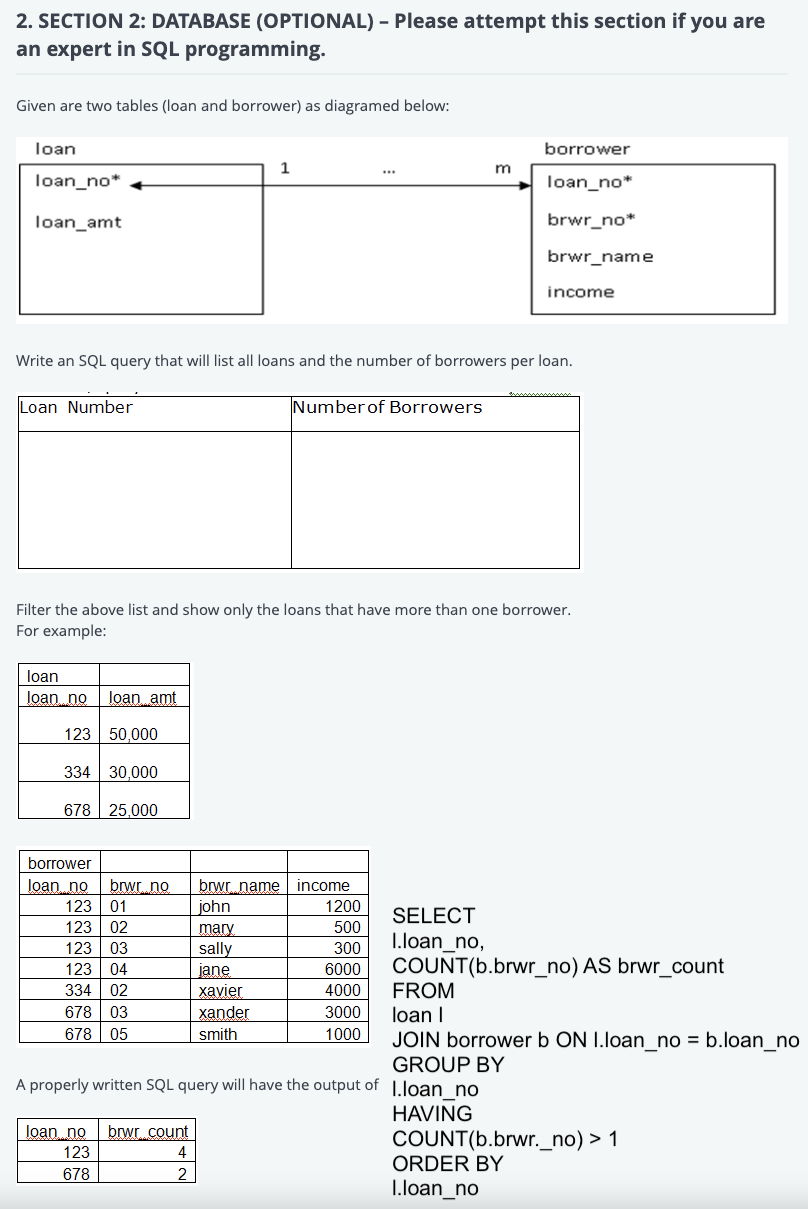 2. SECTION 2: DATABASE (OPTIONAL) – Please attempt this section if you are
an expert in SQL programming.
Given are two tables (loan and borrower) as diagramed below:
loan
borrower
1 ... m
loan_no*
loan_amt
loan_no*
brwr_no*
brwr_name
income
Write an SQL query that will list all loans and the number of borrowers per loan.
Loan Number Number of Borrowers
Filter the above list and show only the loans that have more than one borrower.
For example:
loan
loan_no loan_amt
123 50,000
334 30,000
678 25,000
borrower
loan_no brwr_no brwr_name income
123 01 john 1200
123 02 mary 500
123 03 sally 300
123 04 jane 6000
334 02 xavier 4000
678 03 xander 3000
678 05 smith 1000
A properly written SQL query will have the output of
loan_no brwr_count
123 4
678 2
SELECT
l.loan_no,
COUNT(b.brwr_no) AS brwr_count
FROM
loan l
JOIN borrower b ON l.loan_no = b.loan_no
GROUP BY
l.loan_no
HAVING
COUNT(b.brwr._no) > 1
ORDER BY
l.loan_no